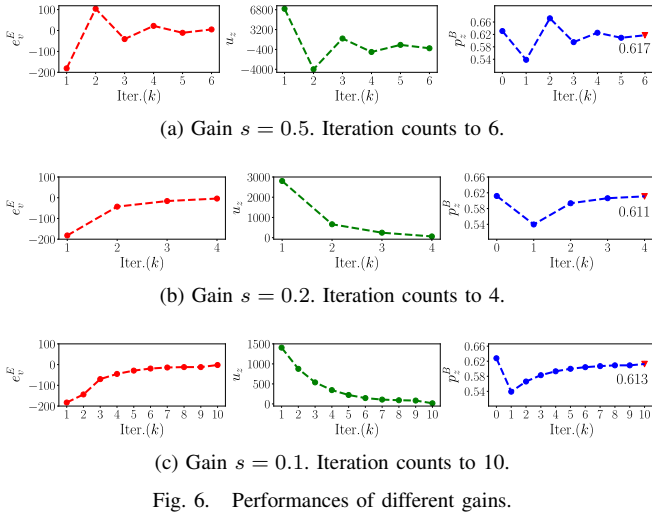 e_v^E
100
0
−100
−200
1 2 3 4 5 6
Iter.(k)
u_z
6800
3200
−400
−4000
1 2 3 4 5 6
Iter.(k)
p_z^B
0.66
0.62
0.58
0.54
0.617
0 1 2 3 4 5 6
Iter.(k)
(a) Gain s = 0.5. Iteration counts to 6.
e_v^E
100
0
−100
−200
1 2 3 4
Iter.(k)
u_z
3000
2000
1000
0
1 2 3 4
Iter.(k)
p_z^B
0.66
0.62
0.58
0.54
0.611
0 1 2 3 4
Iter.(k)
(b) Gain s = 0.2. Iteration counts to 4.
e_v^E
100
0
−100
−200
1 2 3 4 5 6 7 8 9 10
Iter.(k)
u_z
1500
1000
500
0
1 2 3 4 5 6 7 8 9 10
Iter.(k)
p_z^B
0.66
0.62
0.58
0.54
0.613
0 1 2 3 4 5 6 7 8 9 10
Iter.(k)
(c) Gain s = 0.1. Iteration counts to 10.
Fig. 6. Performances of different gains.